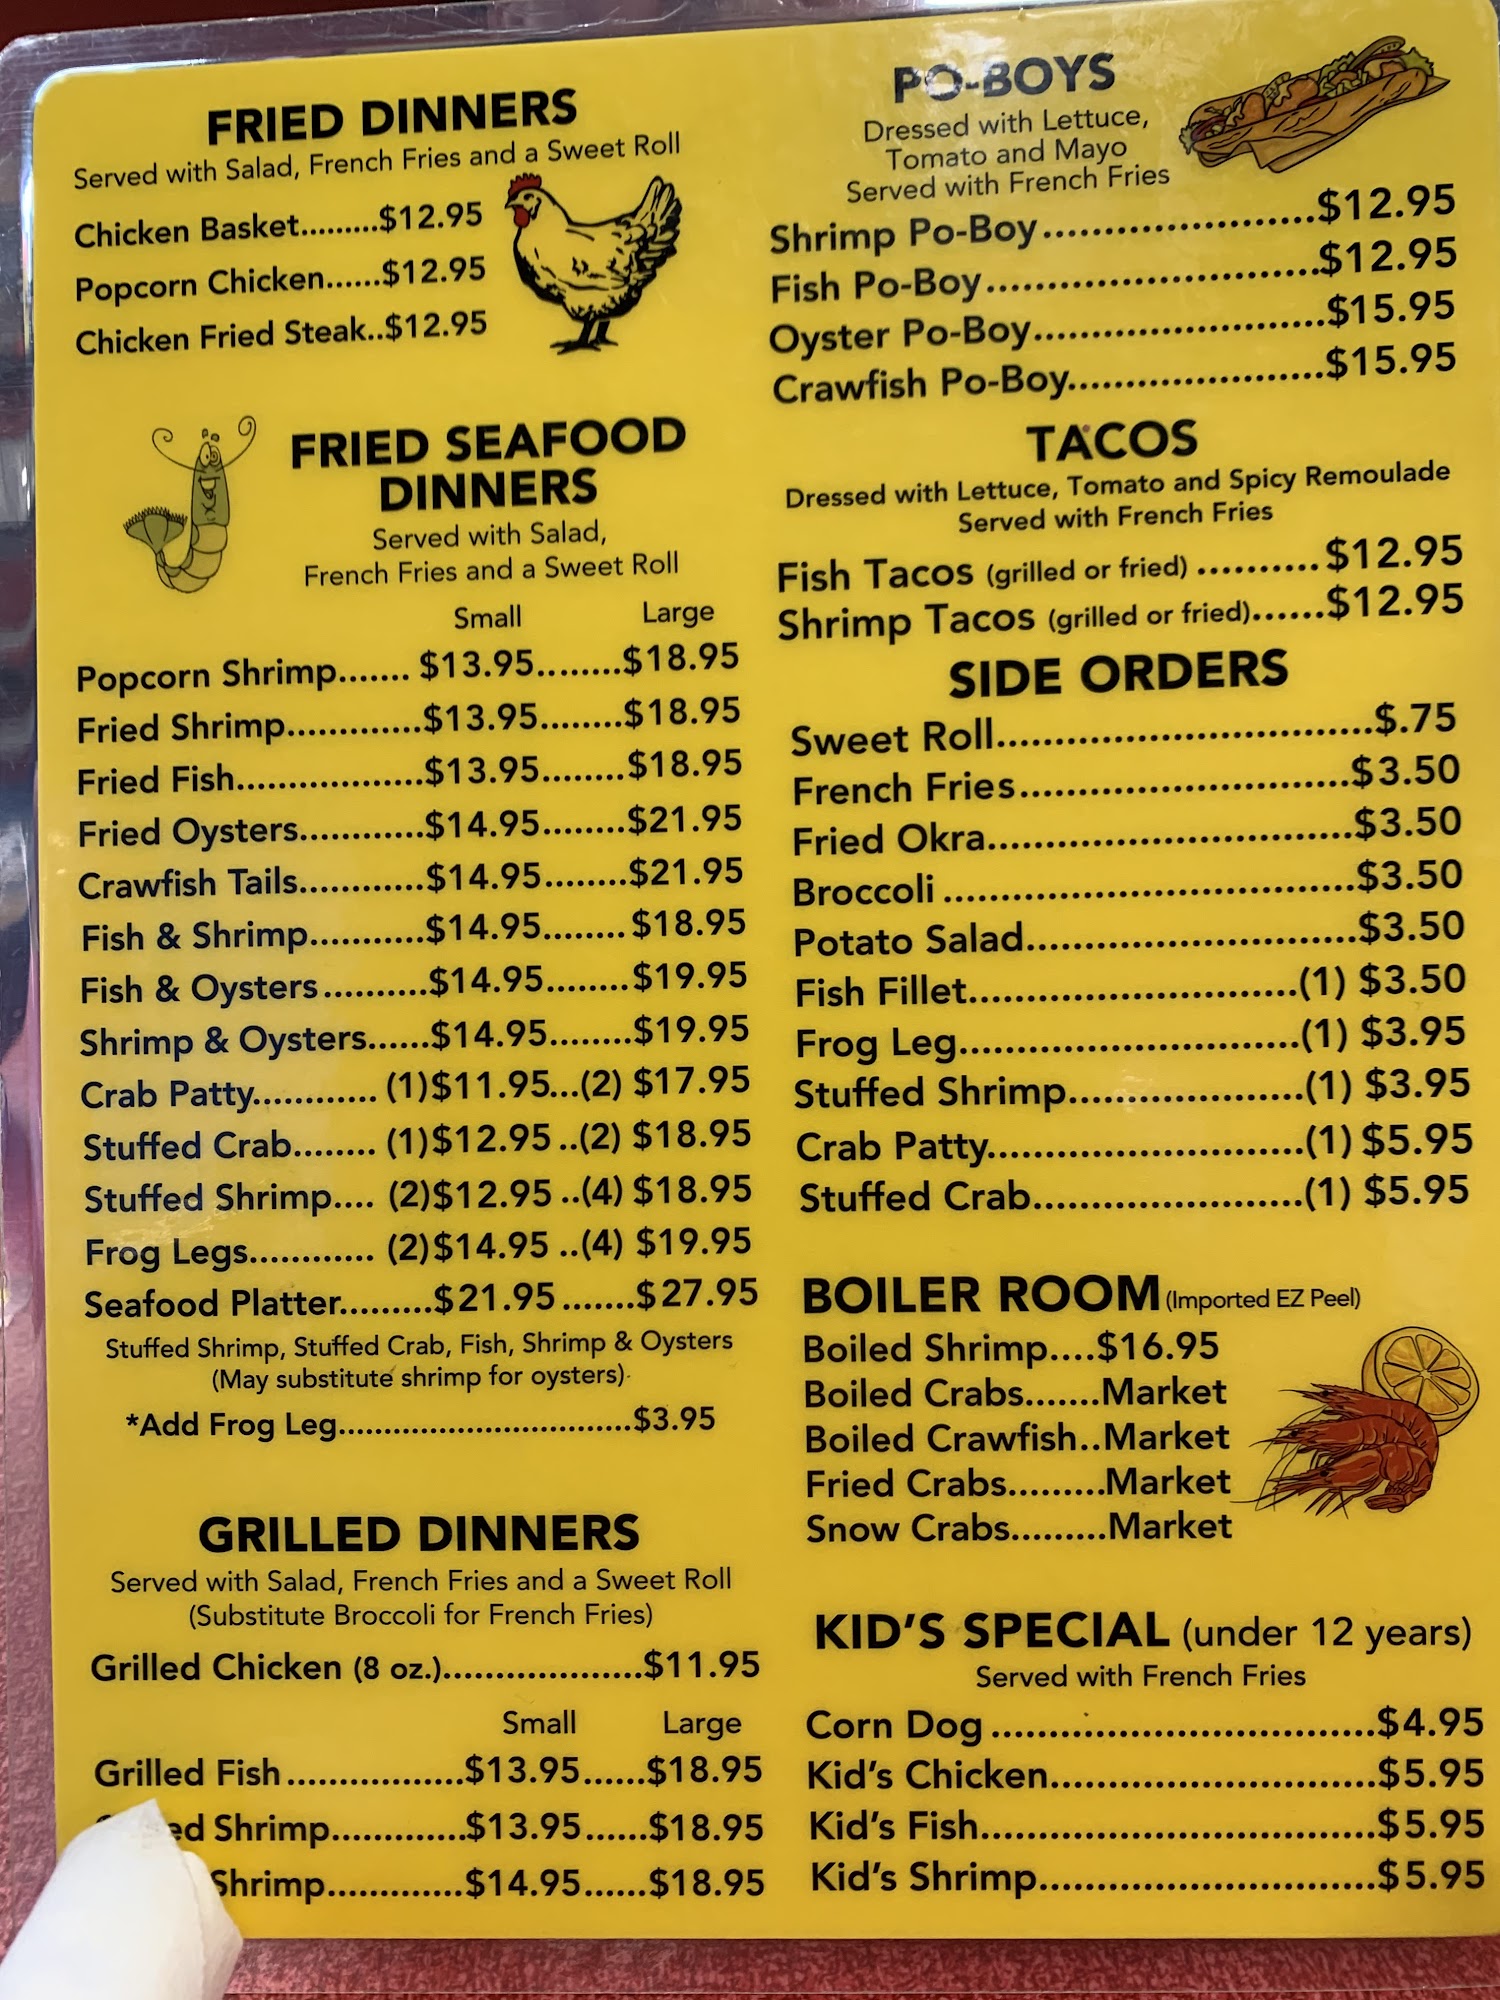 FRIED DINNERS
Served with Salad, French Fries and a Sweet Roll
Chicken Basket.........$12.95
Popcorn Chicken......$12.95
Chicken Fried Steak..$12.95
FRIED SEAFOOD
DINNERS
Served with Salad,
French Fries and a Sweet Roll
Small Large
Popcorn Shrimp....... $13.95........$18.95
Fried Shrimp.............$13.95........$18.95
Fried Fish..................$13.95........$18.95
Fried Oysters............$14.95........$21.95
Crawfish Tails............$14.95........$21.95
Fish & Shrimp...........$14.95........$18.95
Fish & Oysters..........$14.95........$19.95
Shrimp & Oysters......$14.95........$19.95
Crab Patty............ (1)$11.95...(2) $17.95
Stuffed Crab........ (1)$12.95 ..(2) $18.95
Stuffed Shrimp.... (2)$12.95 ..(4) $18.95
Frog Legs............ (2)$14.95 ..(4) $19.95
Seafood Platter.........$21.95.......$27.95
Stuffed Shrimp, Stuffed Crab, Fish, Shrimp & Oysters
(May substitute shrimp for oysters)
*Add Frog Leg..............................$3.95
GRILLED DINNERS
Served with Salad, French Fries and a Sweet Roll
(Substitute Broccoli for French Fries)
Grilled Chicken (8 oz.)....................$11.95
Small Large
Grilled Fish.................$13.95......$18.95
Shrimp.............$13.95......$18.95
Shrimp.............$14.95......$18.95
PO-BOYS
Dressed with Lettuce,
Tomato and Mayo
Served with French Fries
Shrimp Po-Boy.......................$12.95
Fish Po-Boy............................$12.95
Oyster Po-Boy.........................$15.95
Crawfish Po-Boy......................$15.95
TACOS
Dressed with Lettuce, Tomato and Spicy Remoulade
Served with French Fries
Fish Tacos (grilled or fried) ..........$12.95
Shrimp Tacos (grilled or fried)......$12.95
SIDE ORDERS
Sweet Roll................................$.75
French Fries............................$3.50
Fried Okra...............................$3.50
Broccoli ...................................$3.50
Potato Salad............................$3.50
Fish Fillet............................(1) $3.50
Frog Leg.............................(1) $3.95
Stuffed Shrimp....................(1) $3.95
Crab Patty...........................(1) $5.95
Stuffed Crab.......................(1) $5.95
BOILER ROOM (Imported EZ Peel)
Boiled Shrimp....$16.95
Boiled Crabs.......Market
Boiled Crawfish..Market
Fried Crabs.........Market
Snow Crabs.........Market
KID'S SPECIAL (under 12 years)
Served with French Fries
Corn Dog .................................$4.95
Kid's Chicken............................$5.95
Kid's Fish..................................$5.95
Kid's Shrimp.............................$5.95